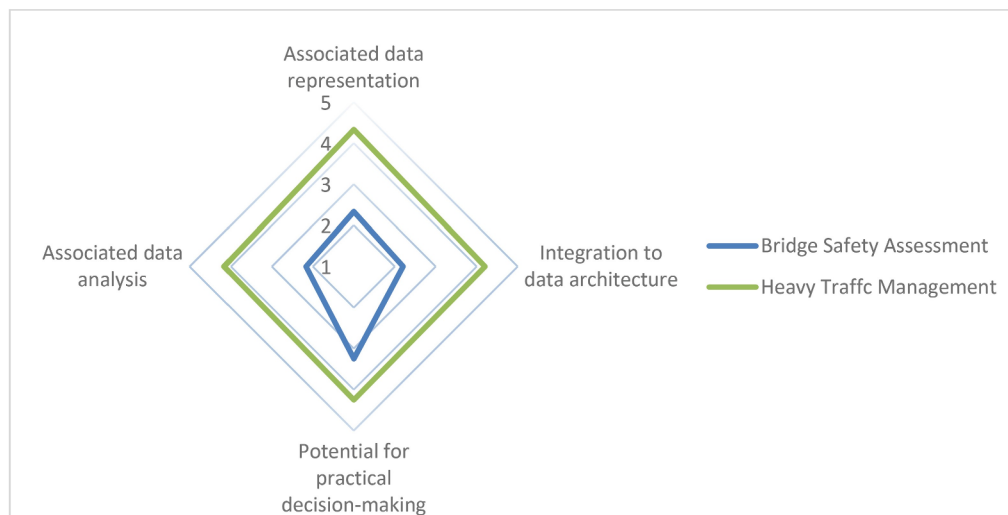 Associated data
representation
5
4
3
2
1
Associated data
analysis
Integration to
data architecture
Potential for
practical
decision-making
Bridge Safety Assessment
Heavy Traffc Management